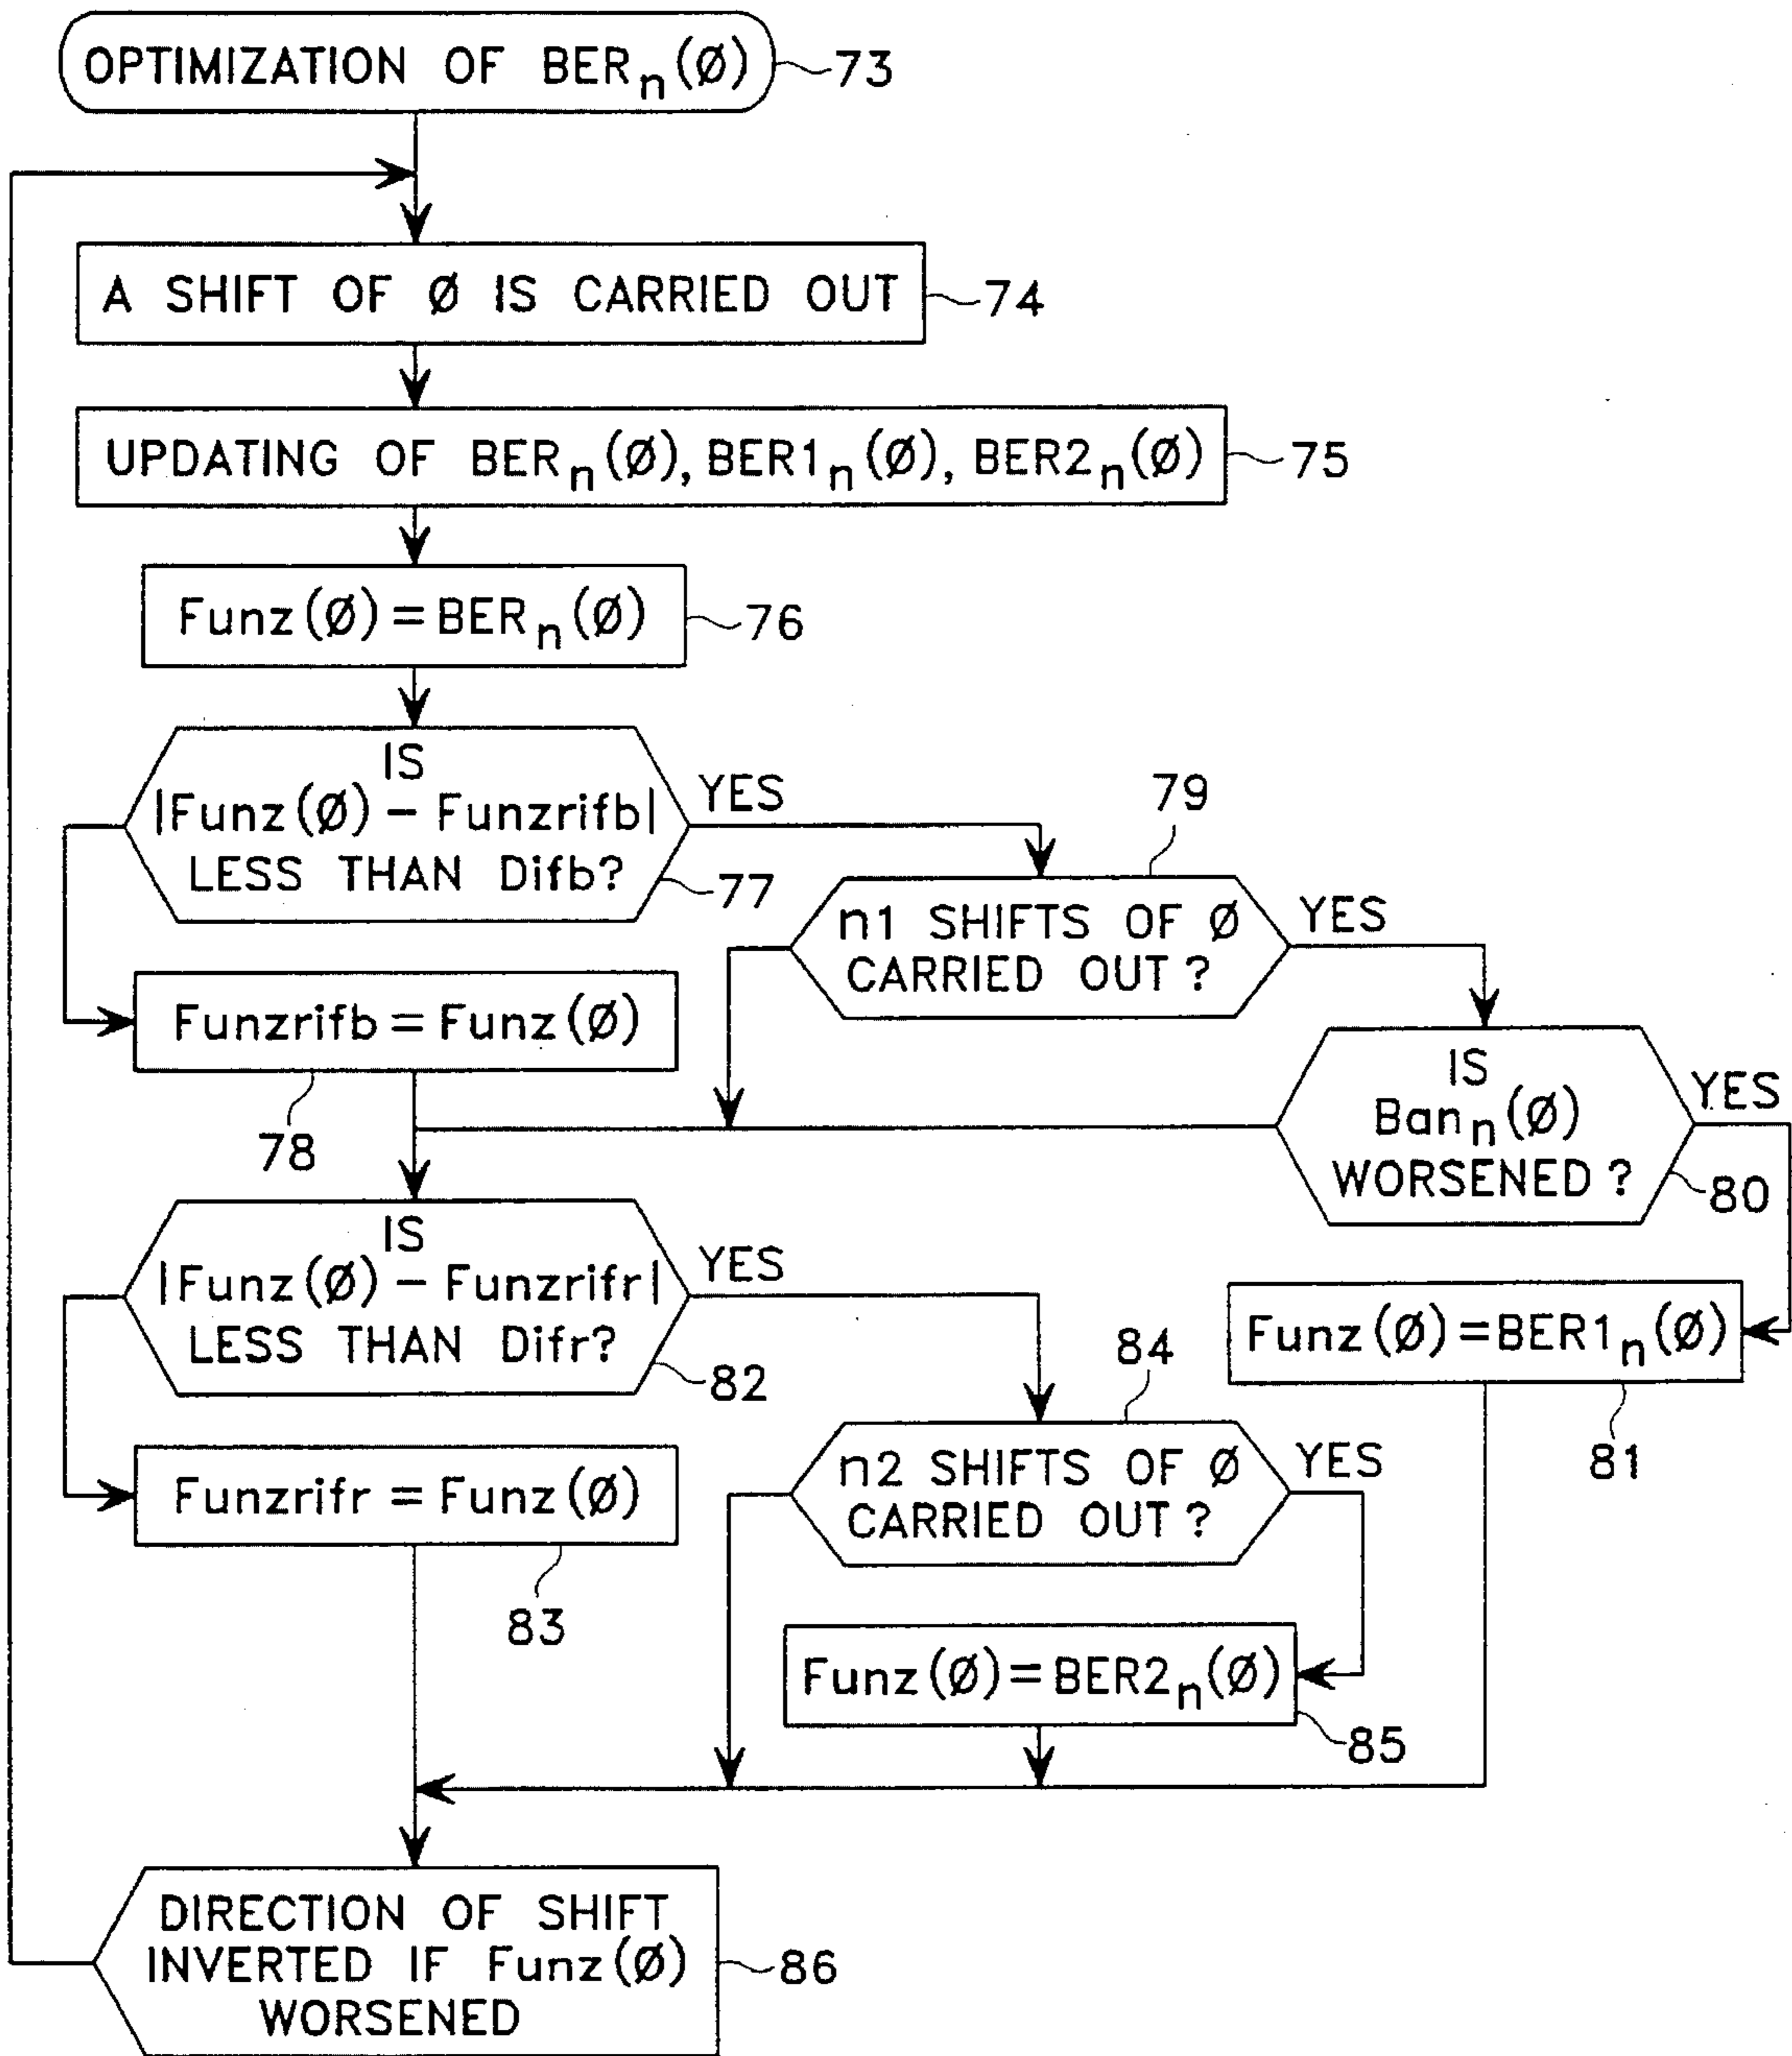 OPTIMIZATION OF BERn(Ø)
73
A SHIFT OF Ø IS CARRIED OUT
74
UPDATING OF BERn(Ø), BER1n(Ø), BER2n(Ø)
75
Funz(Ø) = BERn(Ø)
76
IS
|Funz(Ø) – Funzrifb|
LESS THAN Difb?
YES
77
79
n1 SHIFTS OF Ø
CARRIED OUT?
YES
Funzrifb = Funz(Ø)
78
IS
Bann(Ø)
WORSENED?
YES
80
IS
|Funz(Ø) – Funzrifr|
LESS THAN Difr?
YES
82
Funz(Ø) = BER1n(Ø)
81
84
n2 SHIFTS OF Ø
CARRIED OUT?
YES
Funzrifr = Funz(Ø)
83
Funz(Ø) = BER2n(Ø)
85
DIRECTION OF SHIFT
INVERTED IF Funz(Ø)
WORSENED
86